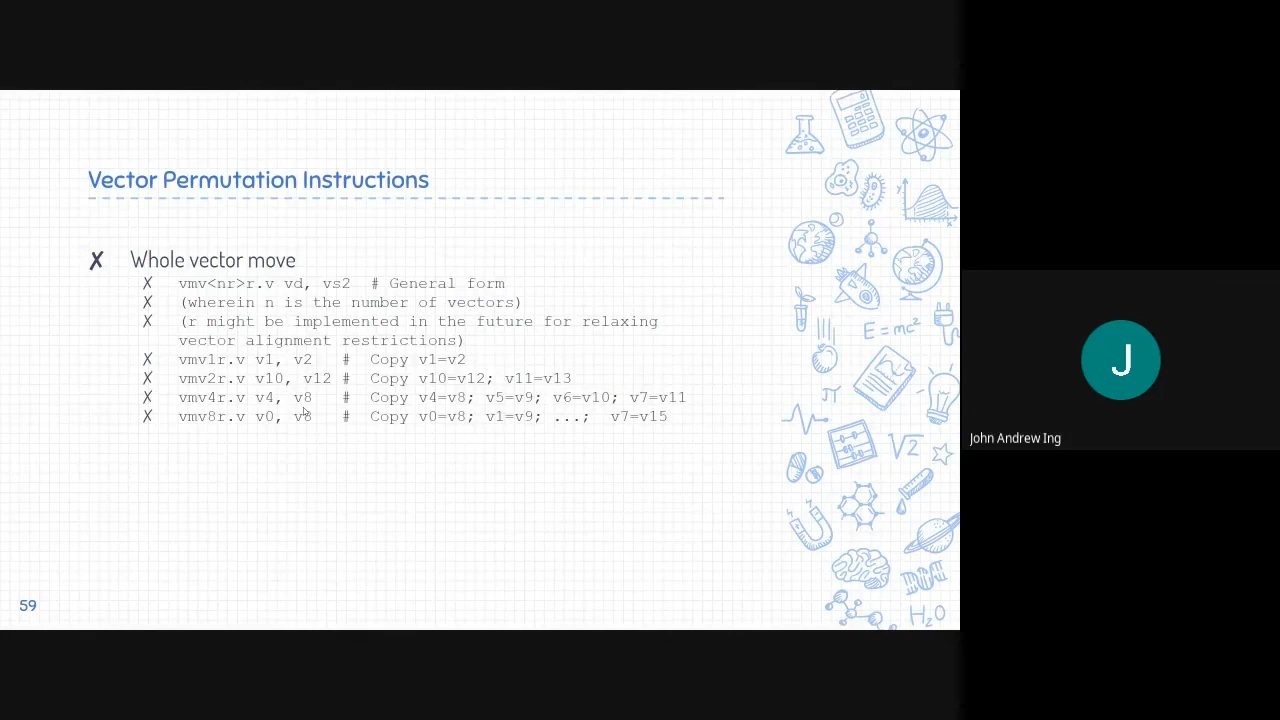 Vector Permutation Instructions
✗ Whole vector move
✗ vmv<nr>r.v vd, vs2 # General form
✗ (wherein n is the number of vectors)
✗ (r might be implemented in the future for relaxing
vector alignment restrictions)
✗ vmv1r.v v1, v2 # Copy v1=v2
✗ vmv2r.v v10, v12 # Copy v10=v12; v11=v13
✗ vmv4r.v v4, v8 # Copy v4=v8; v5=v9; v6=v10; v7=v11
✗ vmv8r.v v0, v8 # Copy v0=v8; v1=v9; ...; v7=v15
59
E=mc²
π
√2
H₂O
y
x
J
John Andrew Ing